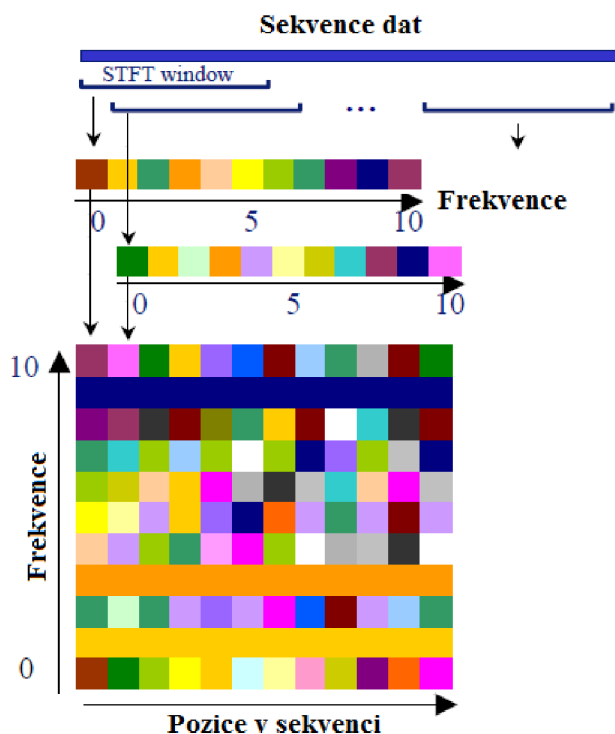 Sekvence dat
STFT window
...
Frekvence
0 5 10
0 5 10
10
Frekvence
0
Pozice v sekvenci